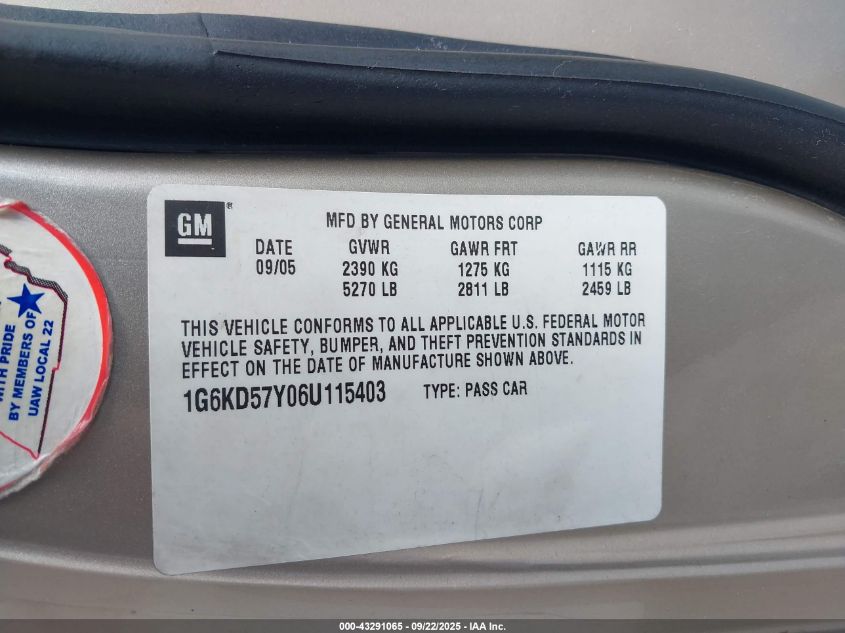 GM®
MFD BY GENERAL MOTORS CORP
DATE GVWR GAWR FRT GAWR RR
09/05 2390 KG 1275 KG 1115 KG
5270 LB 2811 LB 2459 LB
THIS VEHICLE CONFORMS TO ALL APPLICABLE U.S. FEDERAL MOTOR
VEHICLE SAFETY, BUMPER, AND THEFT PREVENTION STANDARDS IN
EFFECT ON THE DATE OF MANUFACTURE SHOWN ABOVE.
1G6KD57Y06U115403 TYPE: PASS CAR
PRIDE
BY MEMBERS OF
UAW LOCAL 22
000-43291065 - 09/22/2025 - IAA Inc.